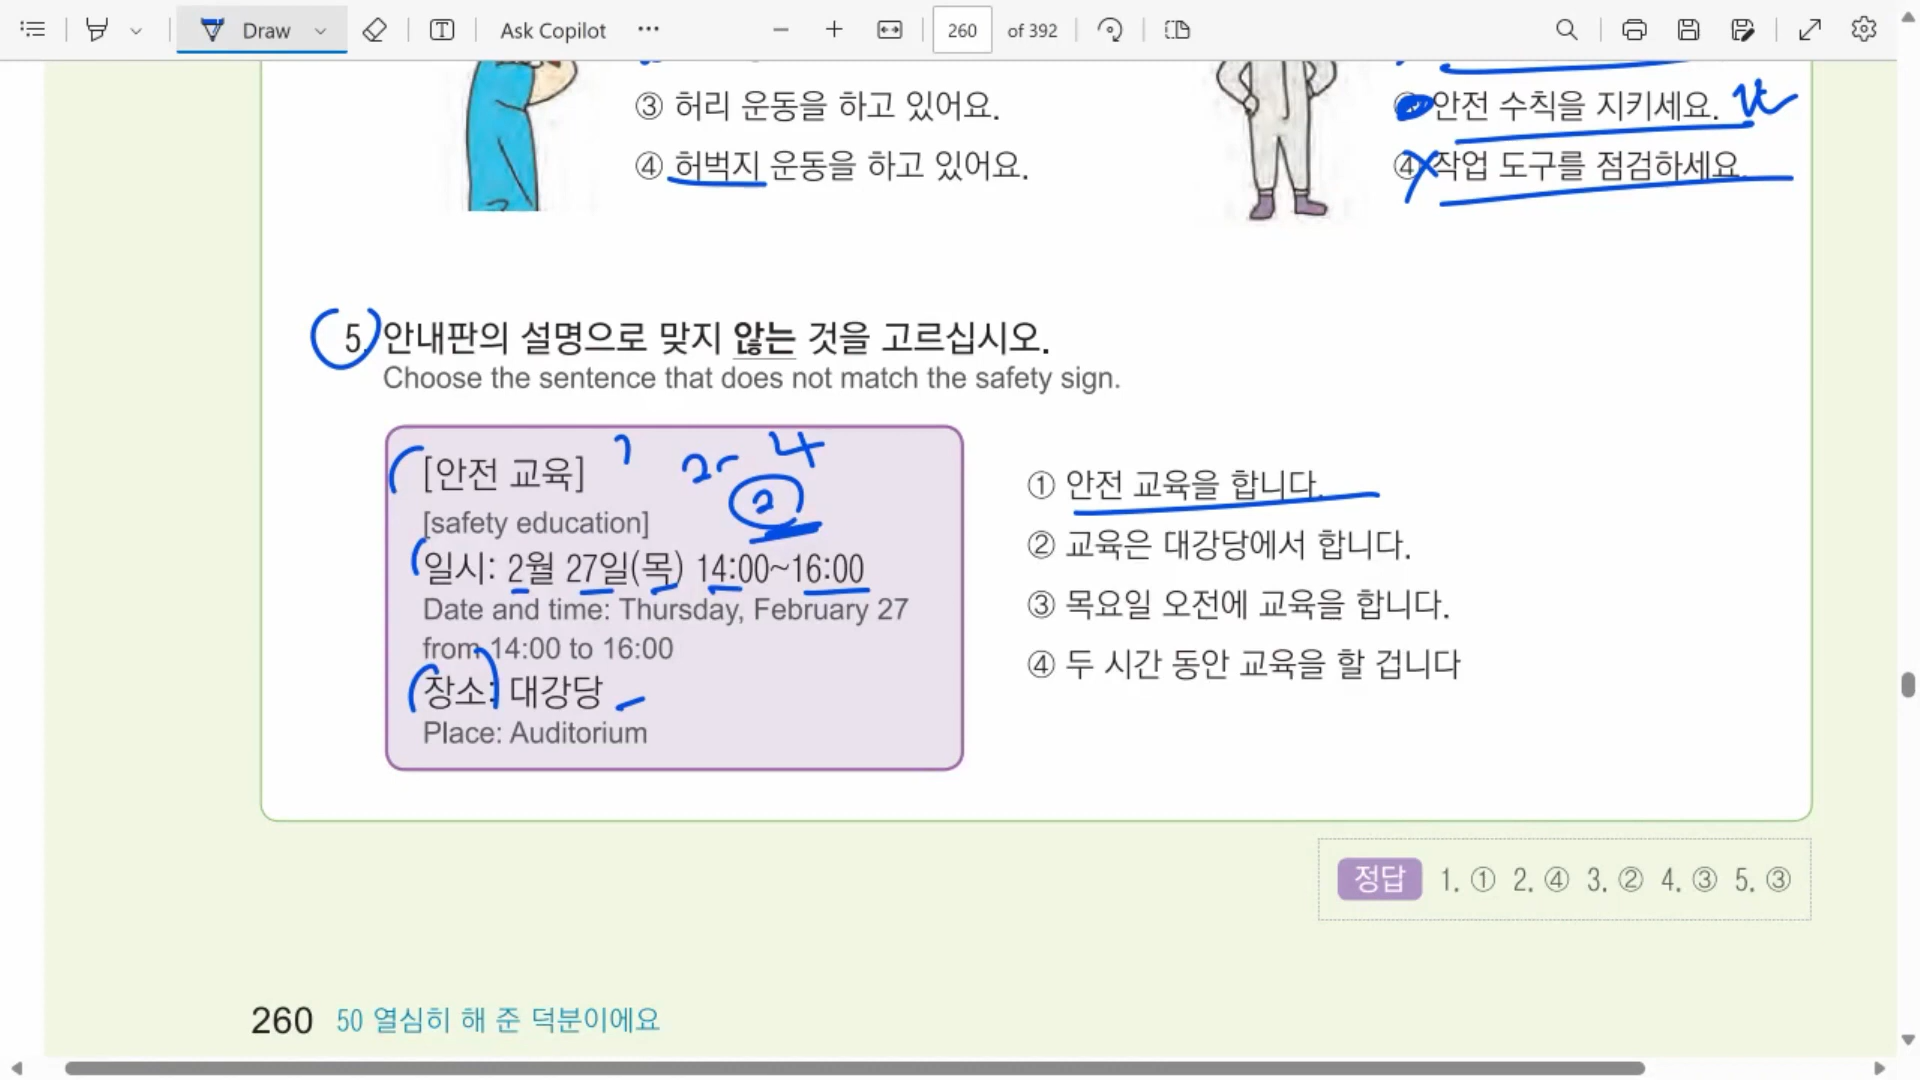 Draw
Ask Copilot
260 of 392
③ 허리 운동을 하고 있어요.
④ 허벅지 운동을 하고 있어요.
안전 수칙을 지키세요.
④ 작업 도구를 점검하세요.
5. 안내판의 설명으로 맞지 않는 것을 고르십시오.
Choose the sentence that does not match the safety sign.
2 4
2
[안전 교육]
[safety education]
일시: 2월 27일(목) 14:00~16:00
Date and time: Thursday, February 27
from 14:00 to 16:00
장소: 대강당
Place: Auditorium
① 안전 교육을 합니다.
② 교육은 대강당에서 합니다.
③ 목요일 오전에 교육을 합니다.
④ 두 시간 동안 교육을 할 겁니다
정답 1. ① 2. ④ 3. ② 4. ③ 5. ③
260 50 열심히 해 준 덕분이에요